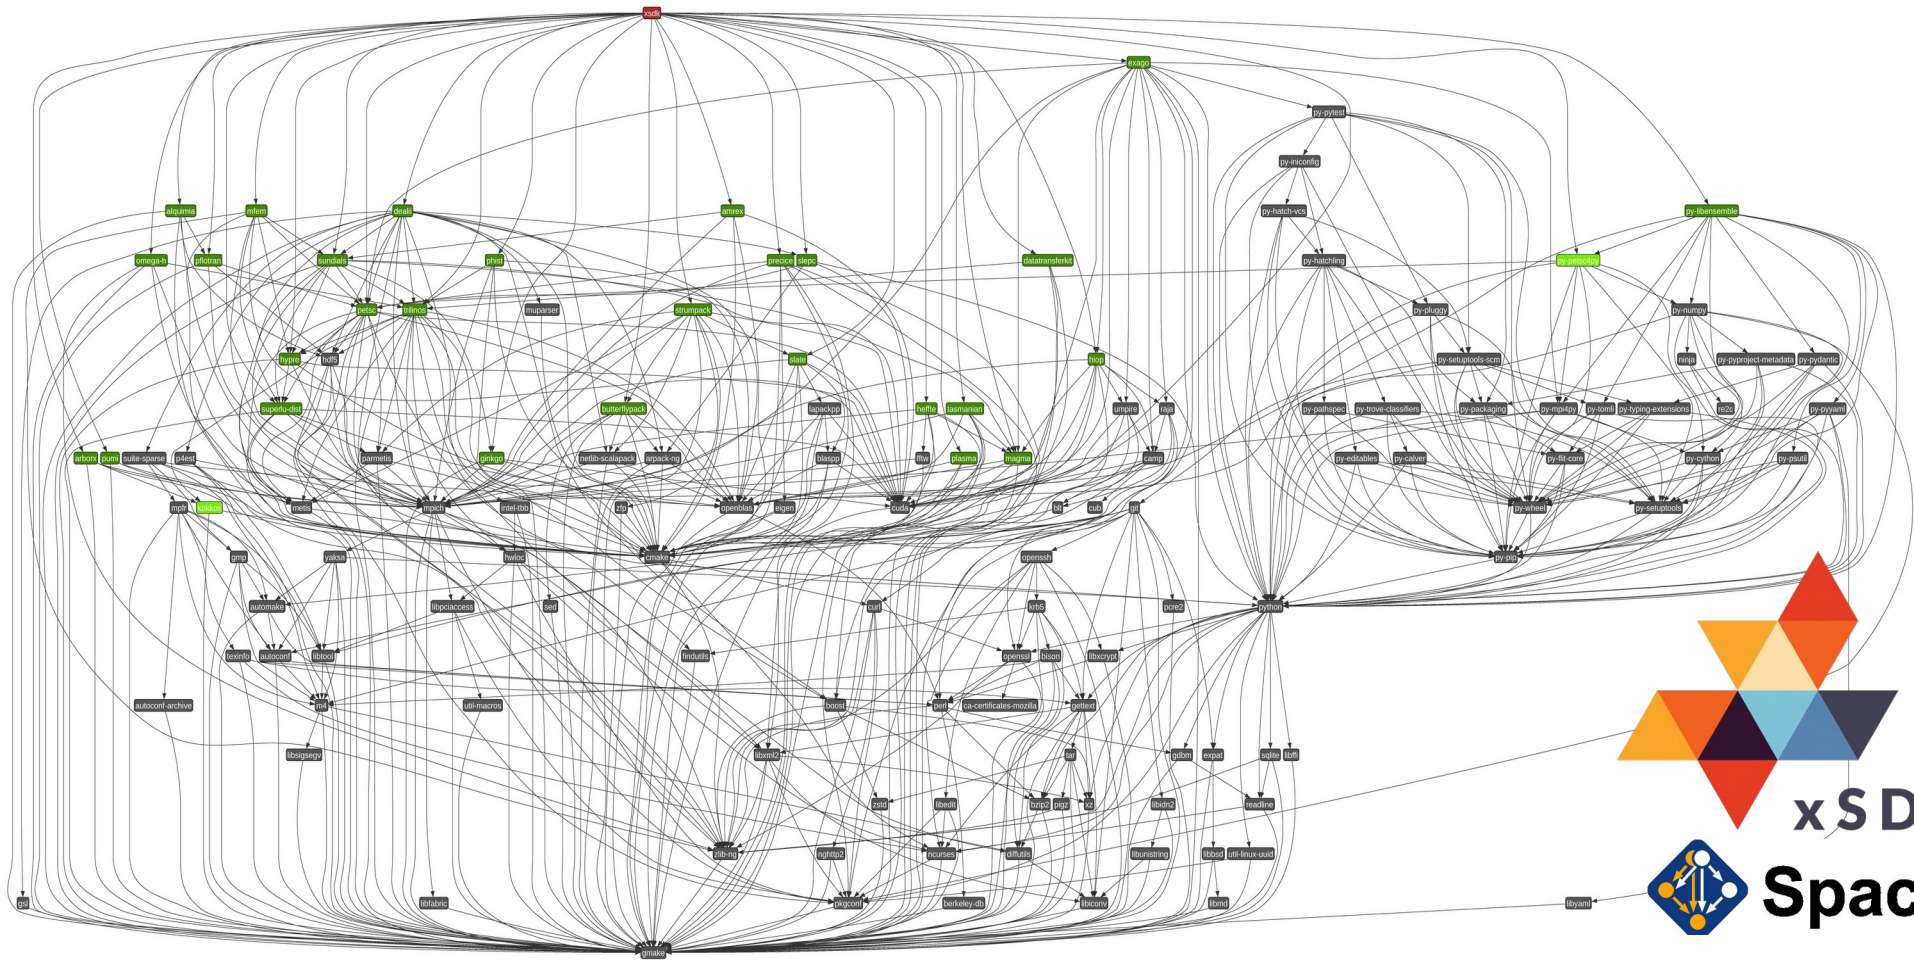 xsdk
exago
py-pytest
py-iniconfig
alquimia
mfem
dealii
amrex
py-hatch-vcs
py-libensemble
omega-h
pflotran
sundials
phist
precice
slepc
datatransferkit
py-hatchling
py-petsc4py
petsc
trilinos
muparser
strumpack
py-pluggy
py-numpy
hypre
hdf5
slate
hiop
py-setuptools-scm
ninja
py-pyproject-metadata
py-pydantic
superlu-dist
butterflypack
lapackpp
heffte
tasmanian
umpire
raja
py-pathspec
py-trove-classifiers
py-packaging
py-mpi4py
py-tomli
py-typing-extensions
re2c
py-pyyaml
arborx
pumi
suite-sparse
p4est
parmetis
ginkgo
netlib-scalapack
arpack-ng
blaspp
fftw
plasma
magma
camp
py-editables
py-calver
py-flit-core
py-cython
py-psutil
mpfr
kokkos
metis
mpich
intel-tbb
zfp
openblas
eigen
cuda
blt
cub
git
py-wheel
py-setuptools
gmp
yaksa
hwloc
cmake
openssh
py-pip
automake
libpciaccess
sed
curl
krb5
pcre2
python
texinfo
autoconf
libtool
findutils
openssl
bison
libxcrypt
autoconf-archive
m4
util-macros
boost
perl
ca-certificates-mozilla
gettext
libsigsegv
libxml2
tar
gdbm
expat
sqlite
libffi
zstd
libedit
bzip2
pigz
xz
libidn2
readline
xSD
zlib-ng
nghttp2
ncurses
diffutils
libunistring
libbsd
util-linux-uuid
gsl
libfabric
pkgconf
berkeley-db
libiconv
libmd
libyaml
Spac
gmake